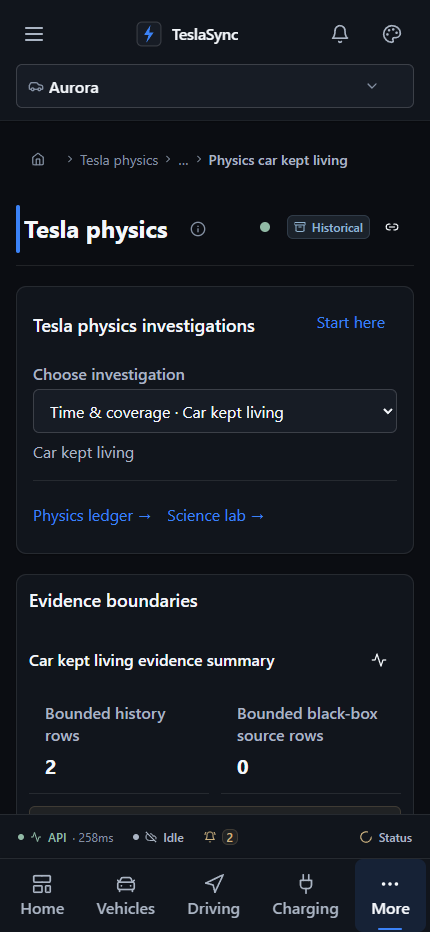 TeslaSync
Aurora
Tesla physics > ... > Physics car kept living
Tesla physics
Historical
Tesla physics investigations
Start here
Choose investigation
Time & coverage · Car kept living
Car kept living
Physics ledger → Science lab →
Evidence boundaries
Car kept living evidence summary
Bounded history
rows
2
Bounded black-box
source rows
0
API · 258ms
Idle
2
Status
Home
Vehicles
Driving
Charging
More